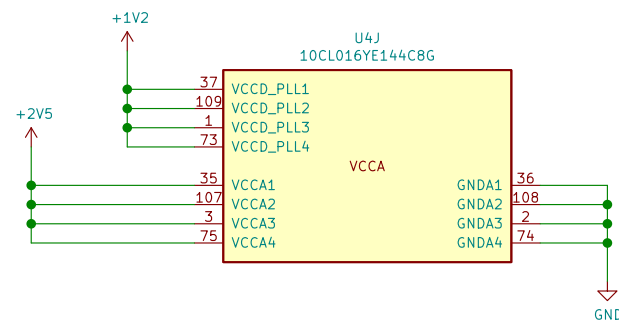 +1V2
U4J
10CL016YE144C8G
37 VCCD_PLL1
109 VCCD_PLL2
+2V5
1 VCCD_PLL3
73 VCCD_PLL4
VCCA
35 VCCA1 GNDA1 36
107 VCCA2 GNDA2 108
3 VCCA3 GNDA3 2
75 VCCA4 GNDA4 74
GND